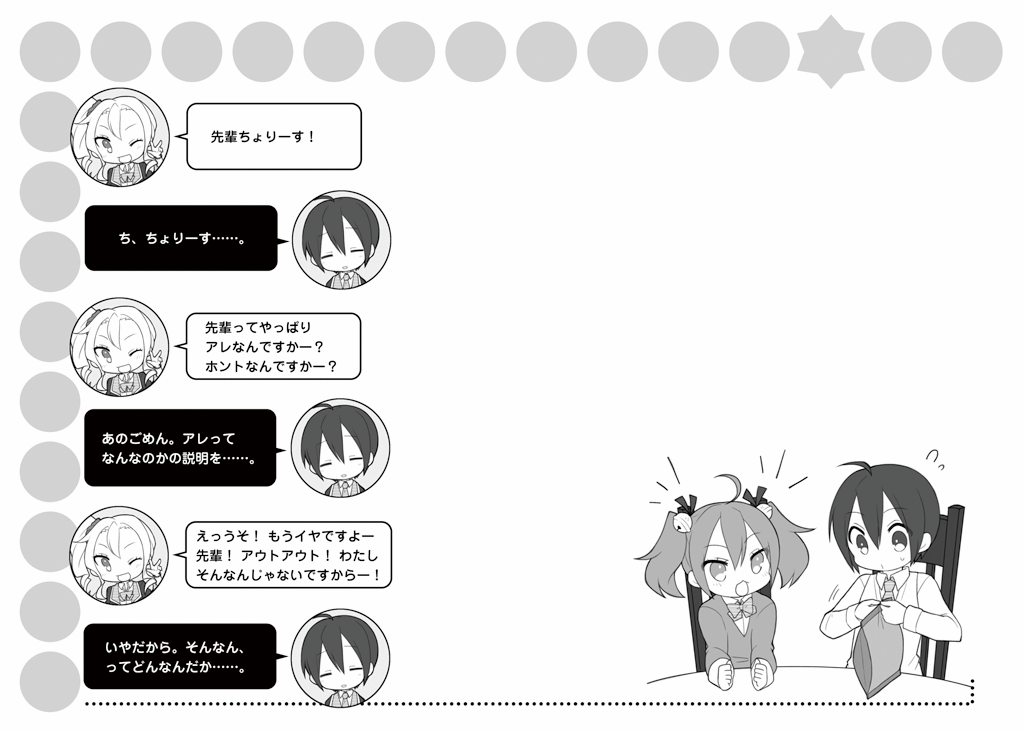 先輩ちょりーす！
ち、ちょりーす……。
先輩ってやっぱり
アレなんですかー？
ホントなんですかー？
あのごめん。アレって
なんなのかの説明を……。
えっうそ！ もうイヤですよー
先輩！ アウトアウト！ わたし
そんなんじゃないですからー！
いやだから。そんなん、
ってどんなんだか……。